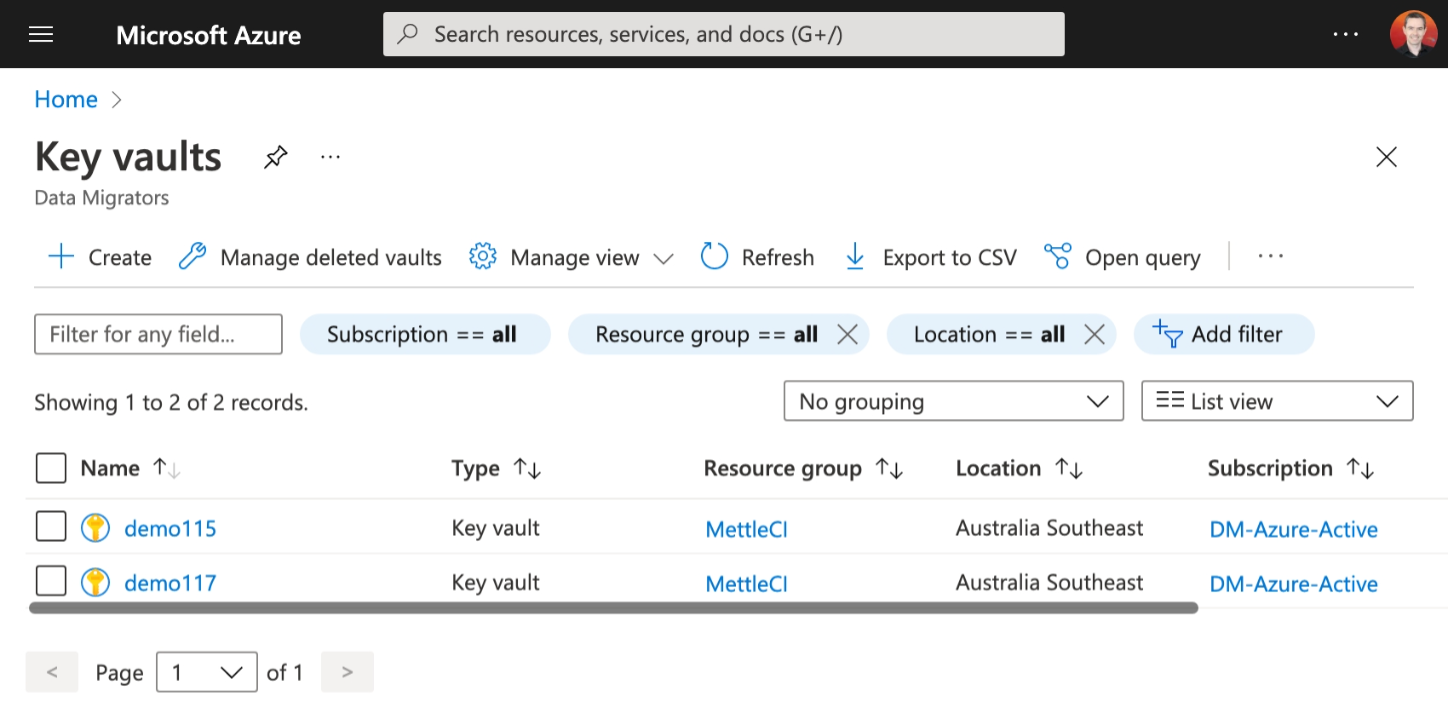 Microsoft Azure Search resources, services, and docs (G+/) ...
Home >
Key vaults ...
Data Migrators
Create Manage deleted vaults Manage view Refresh Export to CSV Open query ...
Filter for any field... Subscription == all Resource group == all Location == all Add filter
Showing 1 to 2 of 2 records. No grouping List view
Name ↑↓ Type ↑↓ Resource group ↑↓ Location ↑↓ Subscription ↑↓
demo115 Key vault MettleCI Australia Southeast DM-Azure-Active
demo117 Key vault MettleCI Australia Southeast DM-Azure-Active
< Page 1 of 1 >